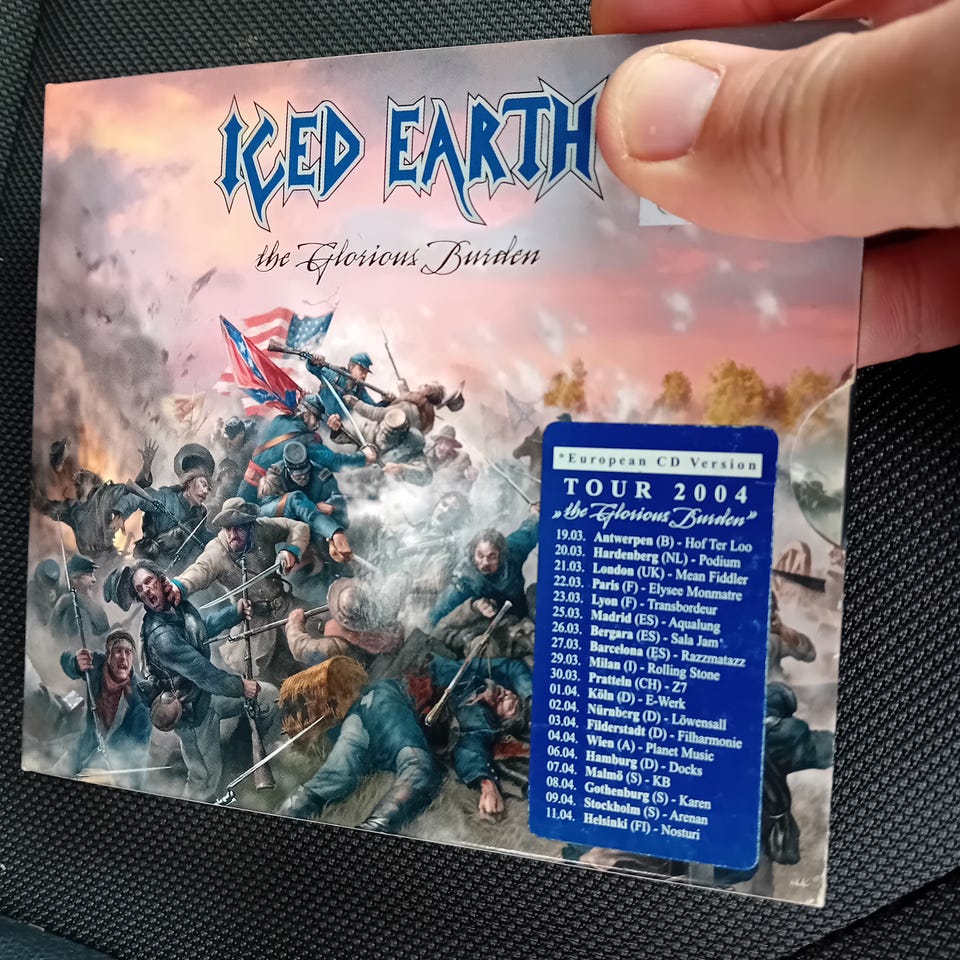 ICED EARTH
the Glorious Burden
*European CD Version
TOUR 2004
„the Glorious Burden”
19.03. Antwerpen (B) - Hof Ter Loo
20.03. Hardenberg (NL) - Podium
21.03. London (UK) - Mean Fiddler
22.03. Paris (F) - Elysee Monmatre
23.03. Lyon (F) - Transbordeur
25.03. Madrid (ES) - Aqualung
26.03. Bergara (ES) - Sala Jam
27.03. Barcelona (ES) - Razzmatazz
29.03. Milan (I) - Rolling Stone
30.03. Pratteln (CH) - Z7
01.04. Köln (D) - E-Werk
02.04. Nürnberg (D) - Löwensall
03.04. Filderstadt (D) - Filharmonie
04.04. Wien (A) - Planet Music
06.04. Hamburg (D) - Docks
07.04. Malmö (S) - KB
08.04. Gothenburg (S) - Karen
09.04. Stockholm (S) - Arenan
11.04. Helsinki (FI) - Nosturi